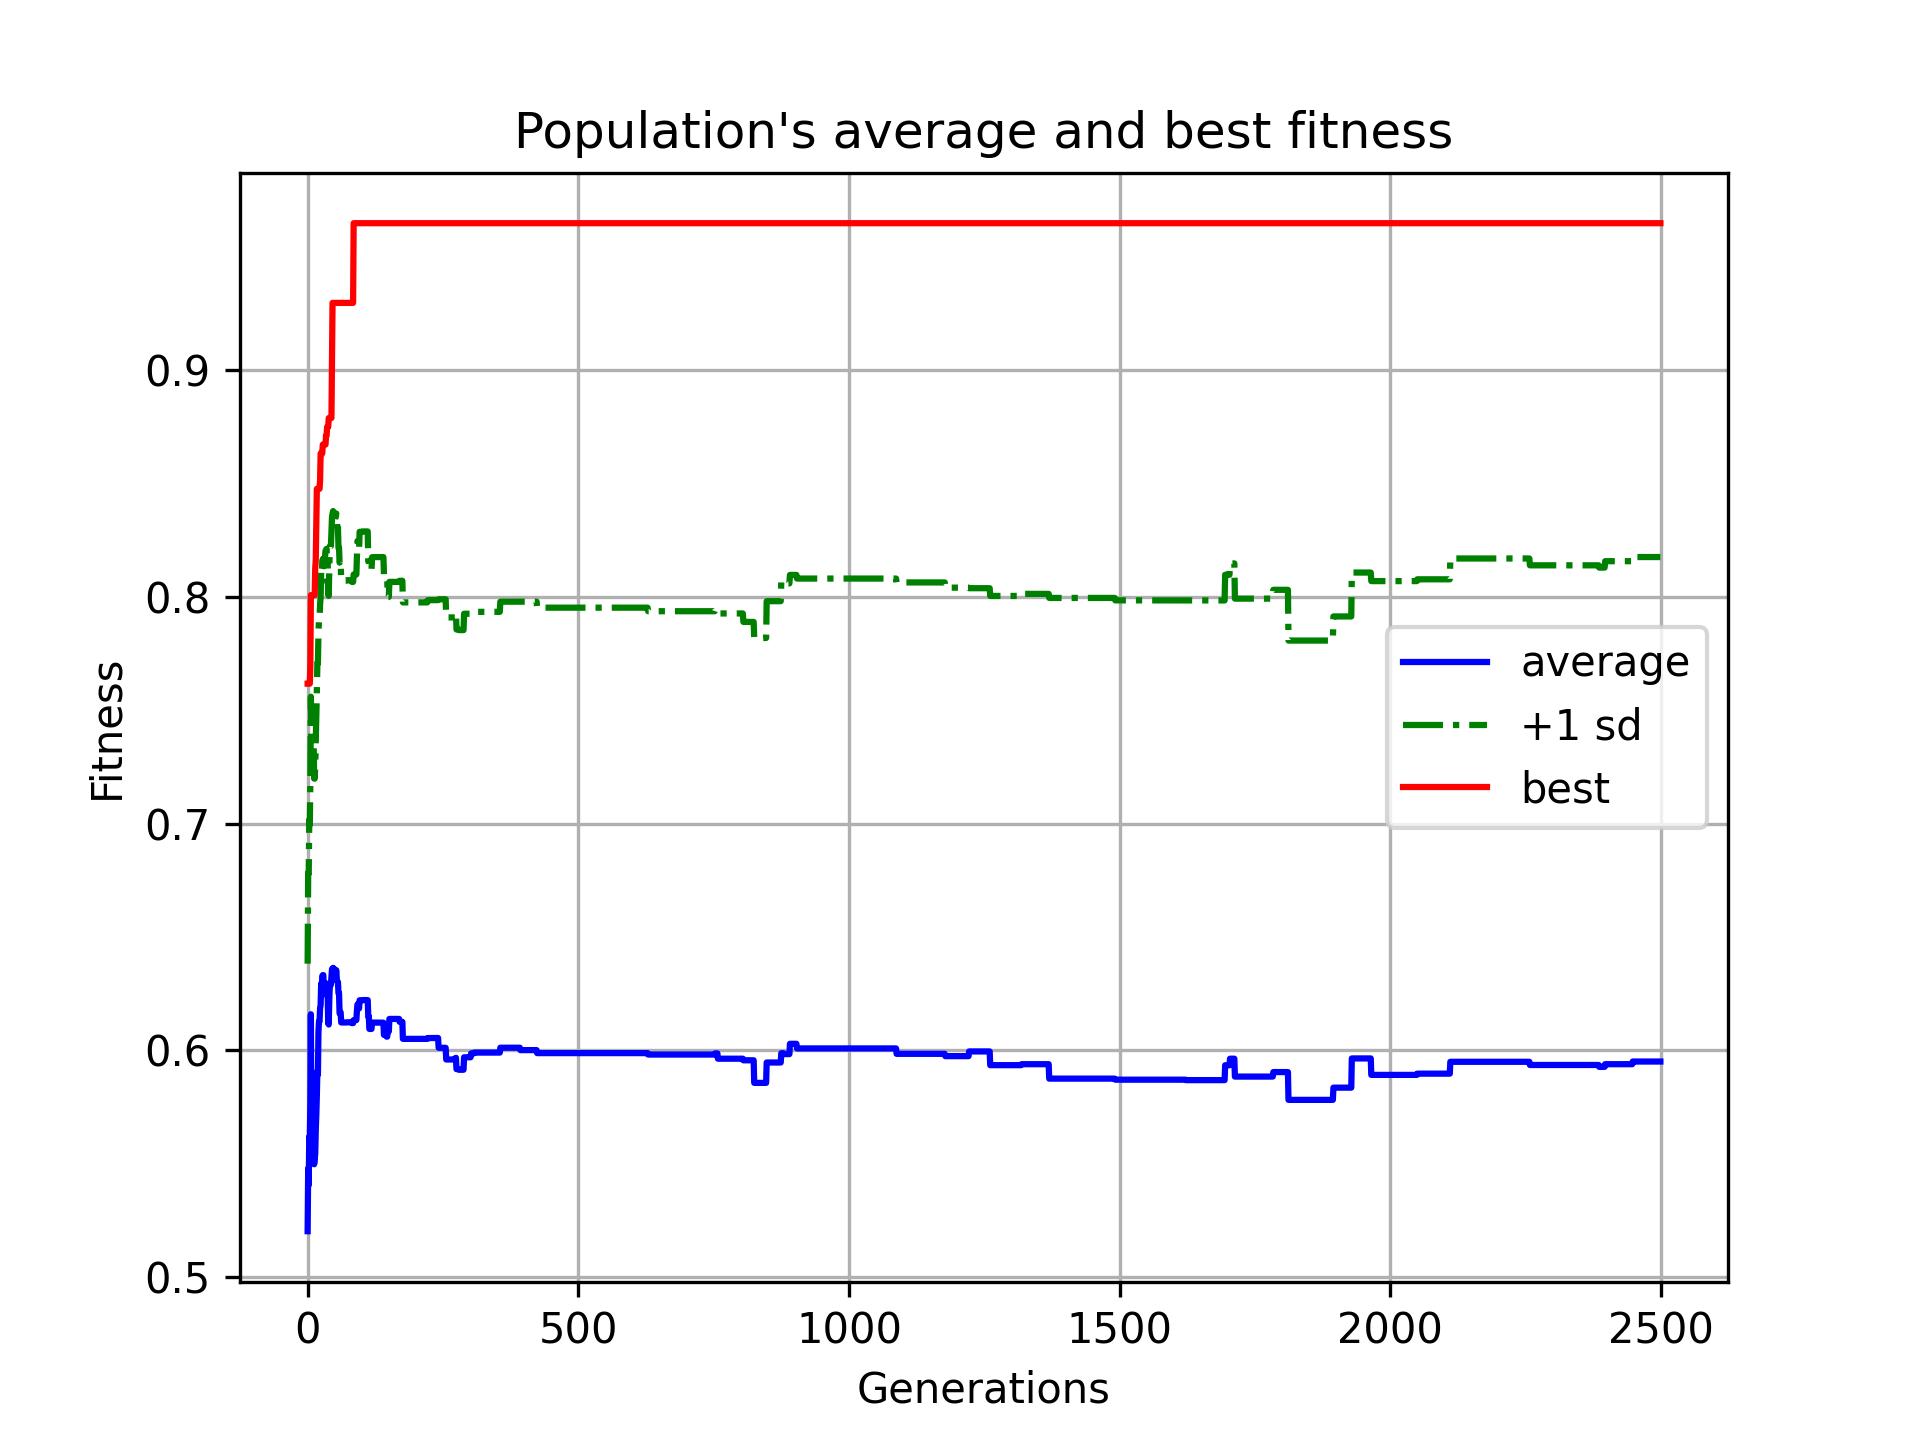 Population's average and best fitness
Fitness
0.9
0.8
0.7
0.6
0.5
average
+1 sd
best
0 500 1000 1500 2000 2500
Generations